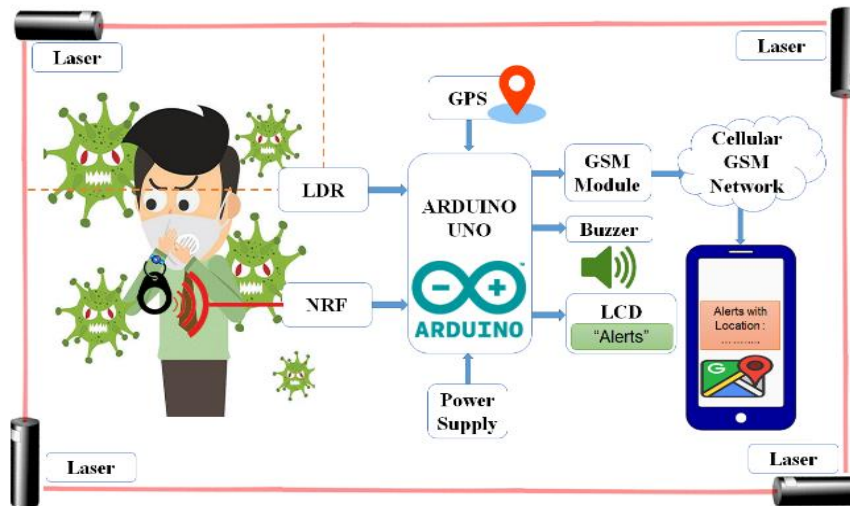 Laser
Laser
GPS
LDR
ARDUINO
UNO
ARDUINO
TM
GSM
Module
Cellular
GSM
Network
Buzzer
NRF
LCD
"Alerts"
Alerts with
Location :
...........
G
Power
Supply
Laser
Laser